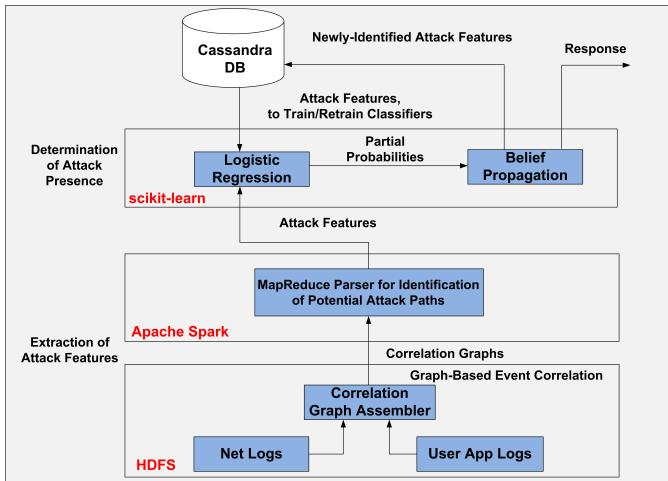 Cassandra
DB
Newly-Identified Attack Features
Response
Attack Features,
to Train/Retrain Classifiers
Determination
of Attack
Presence
Logistic
Regression
Partial
Probabilities
Belief
Propagation
scikit-learn
Attack Features
MapReduce Parser for Identification
of Potential Attack Paths
Apache Spark
Extraction of
Attack Features
Correlation Graphs
Graph-Based Event Correlation
Correlation
Graph Assembler
Net Logs
User App Logs
HDFS